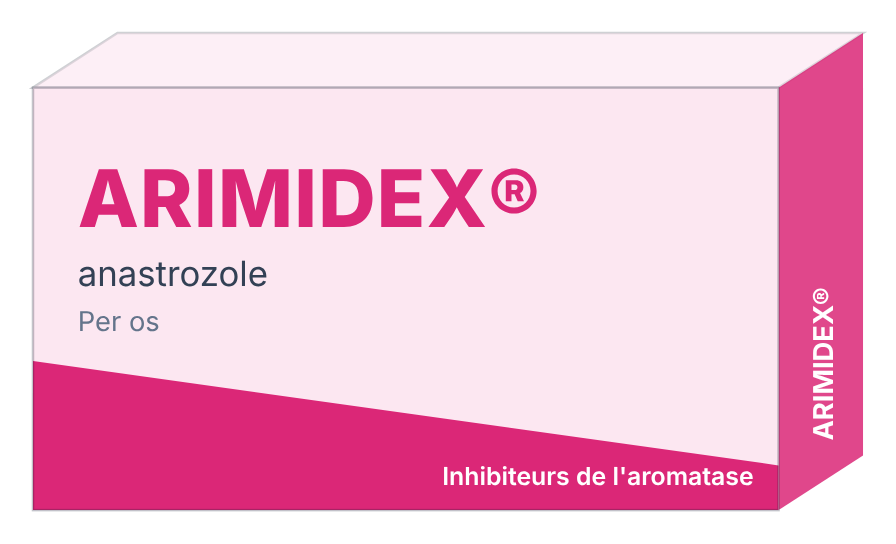 ARIMIDEX®
anastrozole
Per os
Inhibiteurs de l'aromatase
ARIMIDEX®